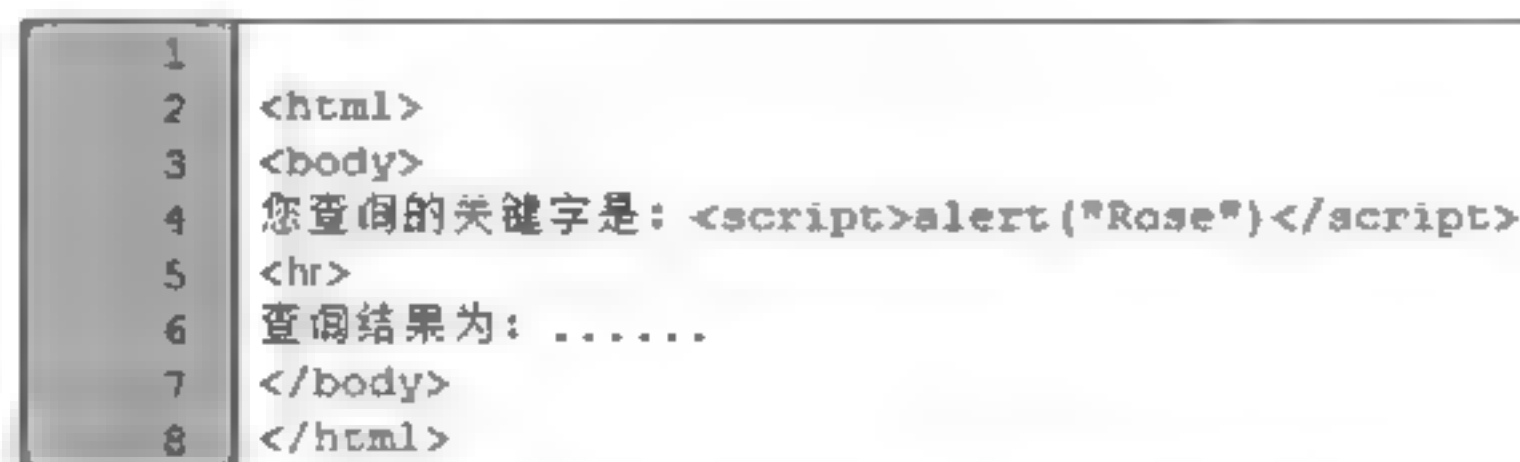 1
2 <html>
3 <body>
4 您查询的关键字是：<script>alert("Rose")</script>
5 <hr>
6 查询结果为：......
7 </body>
8 </html>